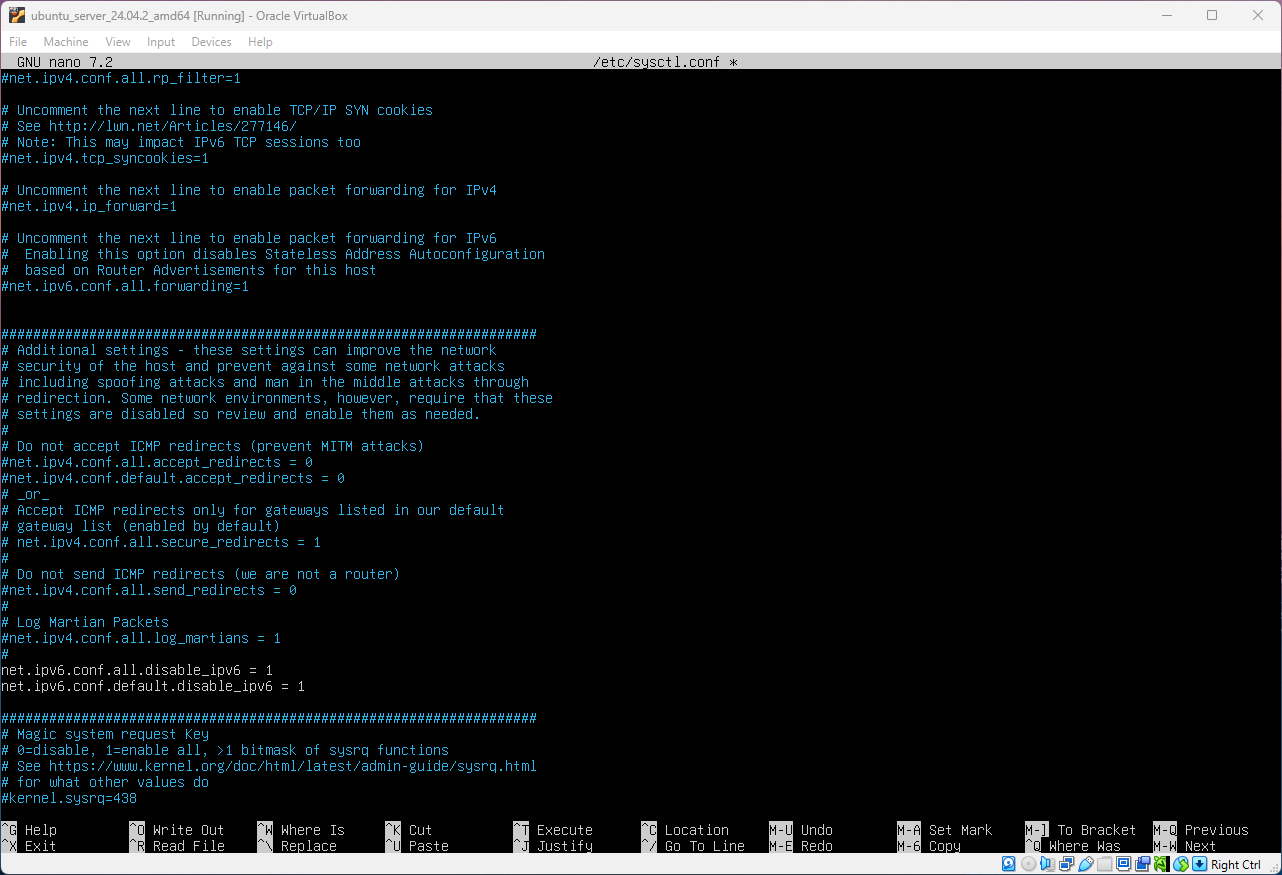 ubuntu_server_24.04.2_amd64 [Running] - Oracle VirtualBox
File Machine View Input Devices Help
GNU nano 7.2 /etc/sysctl.conf *
#net.ipv4.conf.all.rp_filter=1
# Uncomment the next line to enable TCP/IP SYN cookies
# See http://lwn.net/Articles/277146/
# Note: This may impact IPv6 TCP sessions too
#net.ipv4.tcp_syncookies=1
# Uncomment the next line to enable packet forwarding for IPv4
#net.ipv4.ip_forward=1
# Uncomment the next line to enable packet forwarding for IPv6
#  Enabling this option disables Stateless Address Autoconfiguration
#  based on Router Advertisements for this host
#net.ipv6.conf.all.forwarding=1
###################################################################
# Additional settings - these settings can improve the network
# security of the host and prevent against some network attacks
# including spoofing attacks and man in the middle attacks through
# redirection. Some network environments, however, require that these
# settings are disabled so review and enable them as needed.
#
# Do not accept ICMP redirects (prevent MITM attacks)
#net.ipv4.conf.all.accept_redirects = 0
#net.ipv4.conf.default.accept_redirects = 0
# _or_
# Accept ICMP redirects only for gateways listed in our default
# gateway list (enabled by default)
# net.ipv4.conf.all.secure_redirects = 1
#
# Do not send ICMP redirects (we are not a router)
#net.ipv4.conf.all.send_redirects = 0
#
# Log Martian Packets
#net.ipv4.conf.all.log_martians = 1
#
net.ipv6.conf.all.disable_ipv6 = 1
net.ipv6.conf.default.disable_ipv6 = 1
###################################################################
# Magic system request Key
# 0=disable, 1=enable all, >1 bitmask of sysrq functions
# See https://www.kernel.org/doc/html/latest/admin-guide/sysrq.html
# for what other values do
#kernel.sysrq=438
^G Help ^O Write Out ^W Where Is ^K Cut ^T Execute ^C Location M-U Undo M-A Set Mark M-] To Bracket M-Q Previous
^X Exit ^R Read File ^\ Replace ^U Paste ^J Justify ^/ Go To Line M-E Redo M-6 Copy ^Q Where Was M-W Next
Right Ctrl